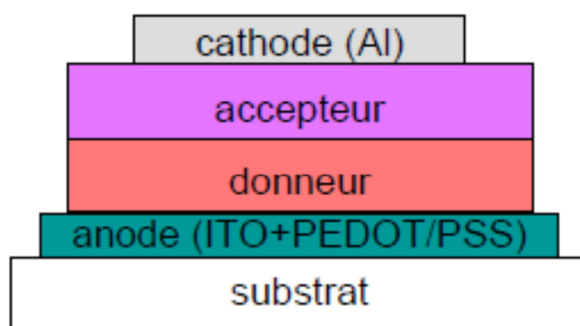 cathode (Al)
accepteur
donneur
anode (ITO+PEDOT/PSS)
substrat